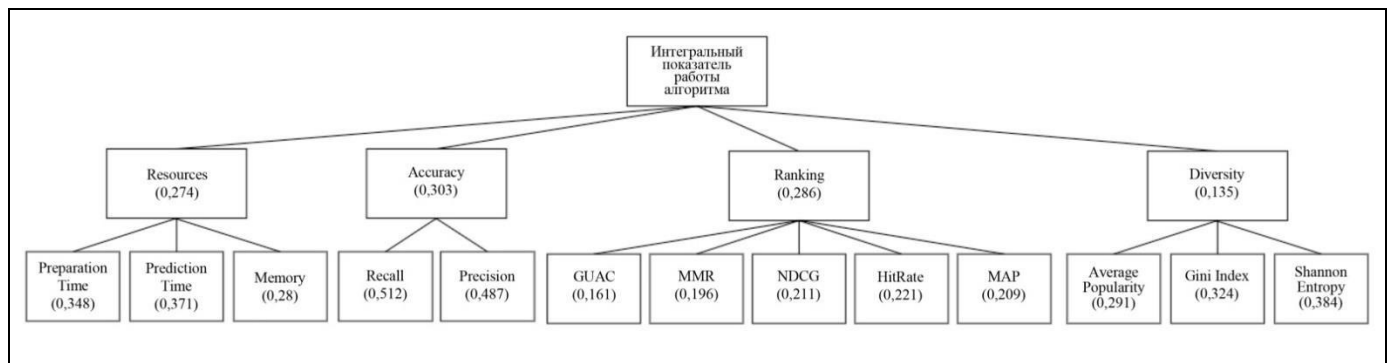 Интегральный
показатель
работы
алгоритма
Resources
(0,274)
Accuracy
(0,303)
Ranking
(0,286)
Diversity
(0,135)
Preparation
Time
(0,348)
Prediction
Time
(0,371)
Memory
(0,28)
Recall
(0,512)
Precision
(0,487)
GUAC
(0,161)
MMR
(0,196)
NDCG
(0,211)
HitRate
(0,221)
MAP
(0,209)
Average
Popularity
(0,291)
Gini Index
(0,324)
Shannon
Entropy
(0,384)